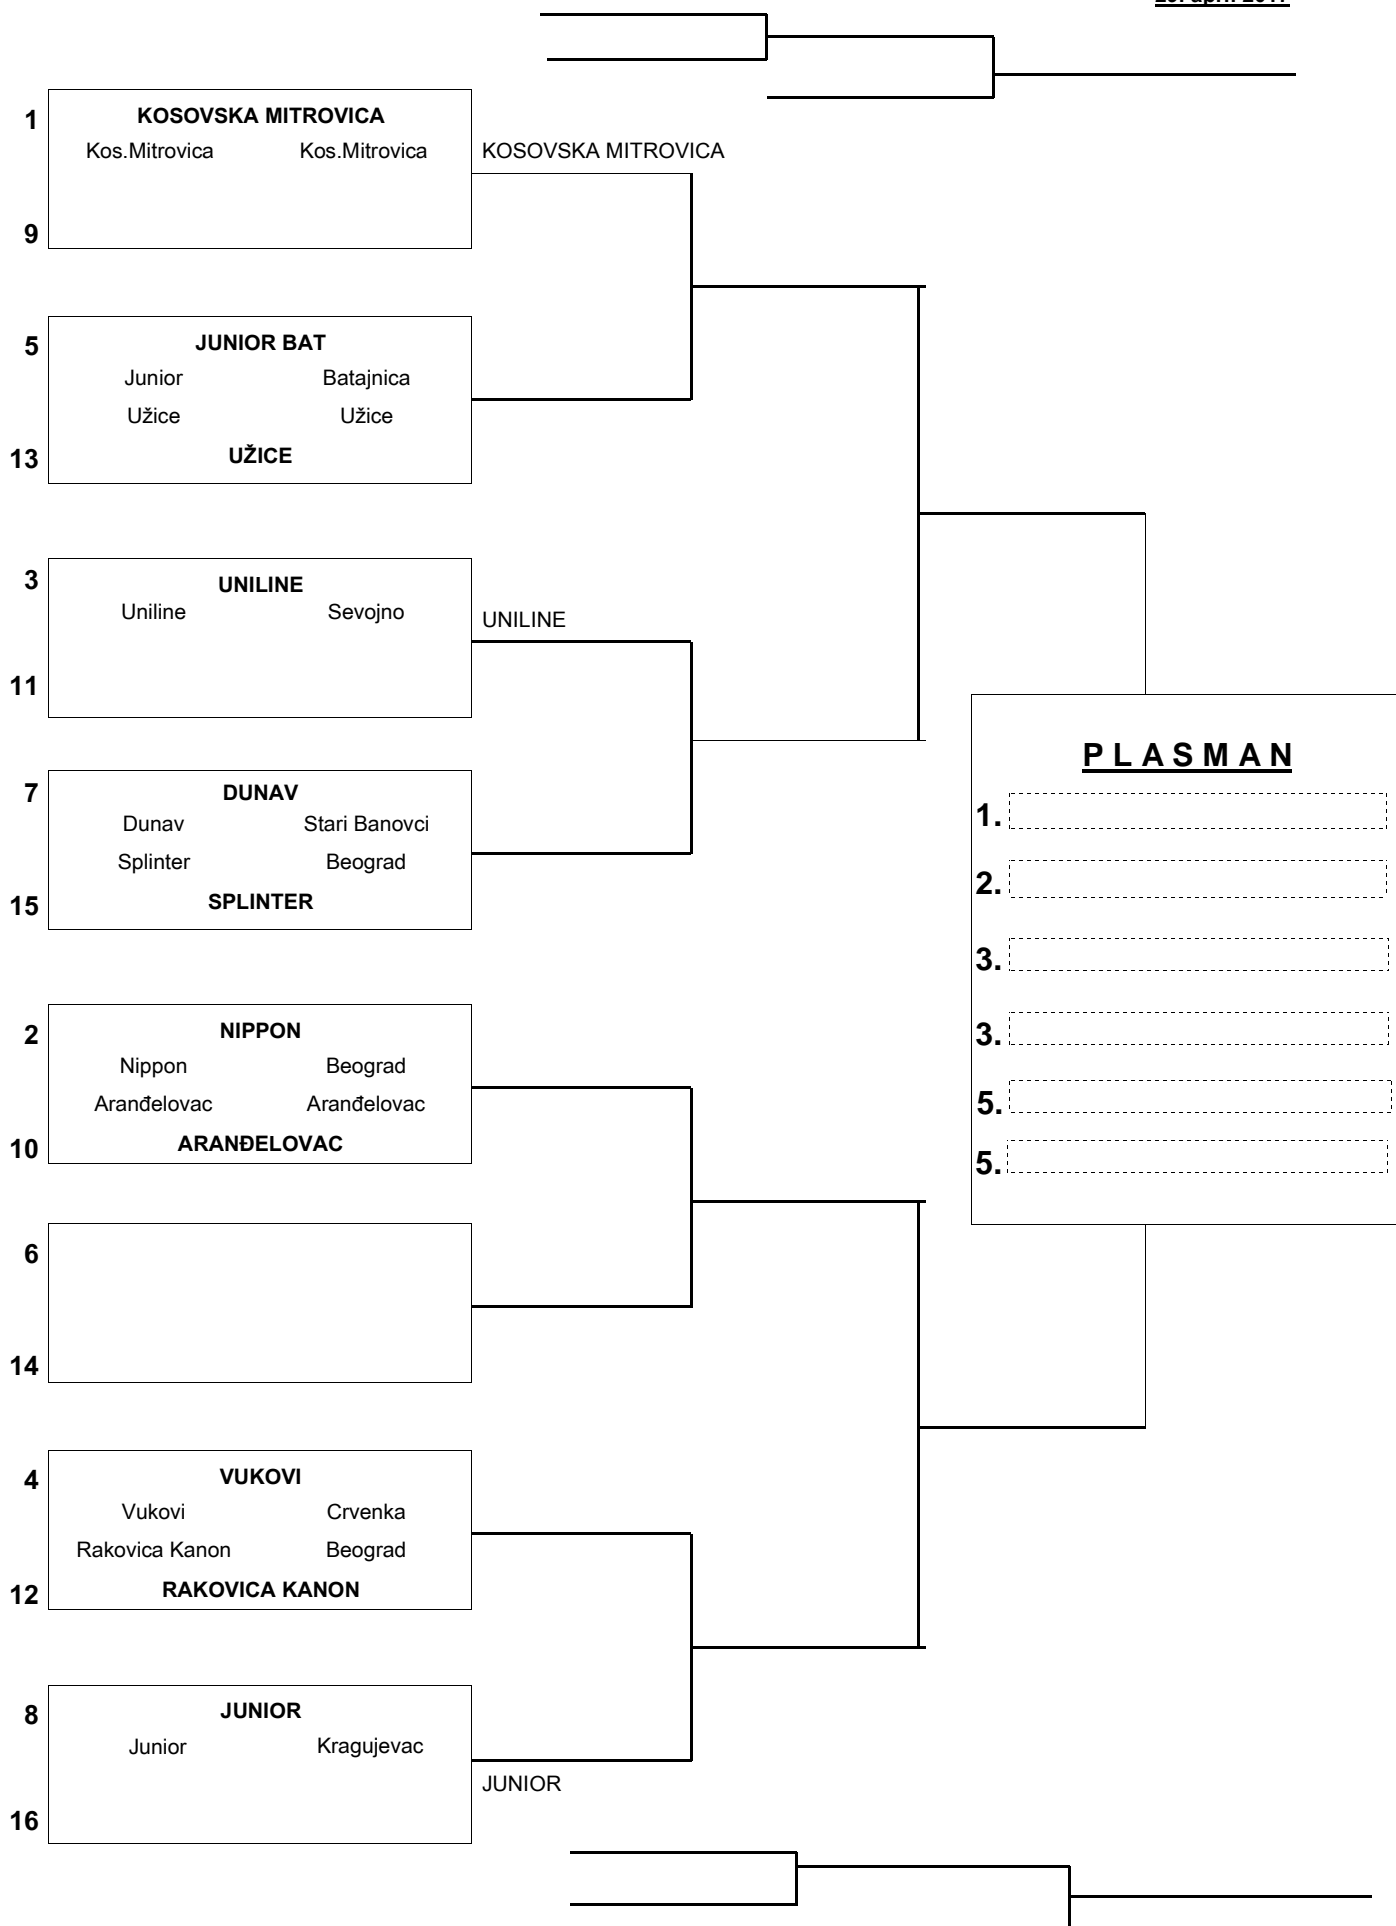 1 KOSOVSKA MITROVICA
Kos.Mitrovica Kos.Mitrovica KOSOVSKA MITROVICA
9
5 JUNIOR BAT
Junior Batajnica
Užice Užice
13 UŽICE
3 UNILINE
Uniline Sevojno UNILINE
11
PLASMAN
7 DUNAV
1.
Dunav Stari Banovci
Splinter Beograd
2.
15 SPLINTER
3.
2 NIPPON
3.
Nippon Beograd
Aranđelovac Aranđelovac
5.
10 ARANĐELOVAC
5.
6
14
4 VUKOVI
Vukovi Crvenka
Rakovica Kanon Beograd
12 RAKOVICA KANON
8 JUNIOR
Junior Kragujevac
JUNIOR
16